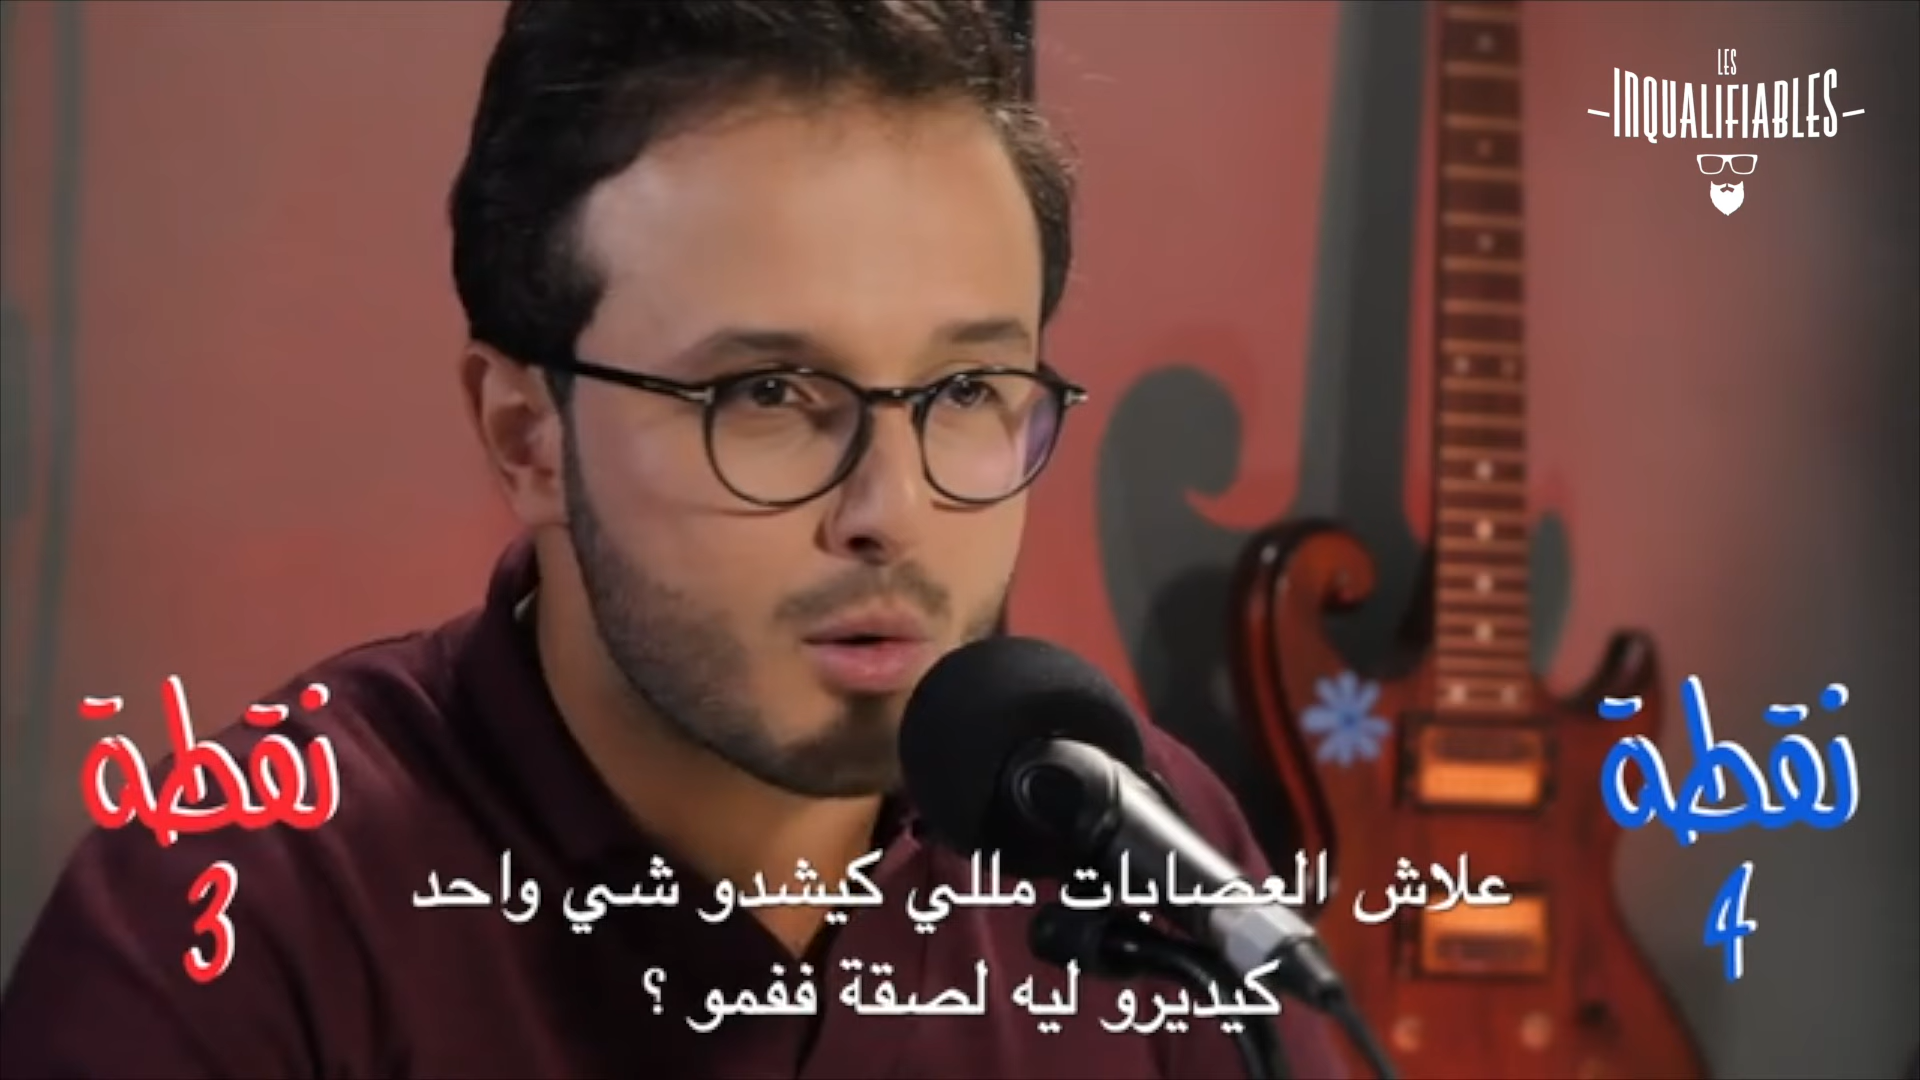 LES
INQUALIFIABLES
نقطة
3
نقطة
4
علاش العصابات مللي كيشدو شي واحد
كيديرو ليه لصقة ففمو ؟